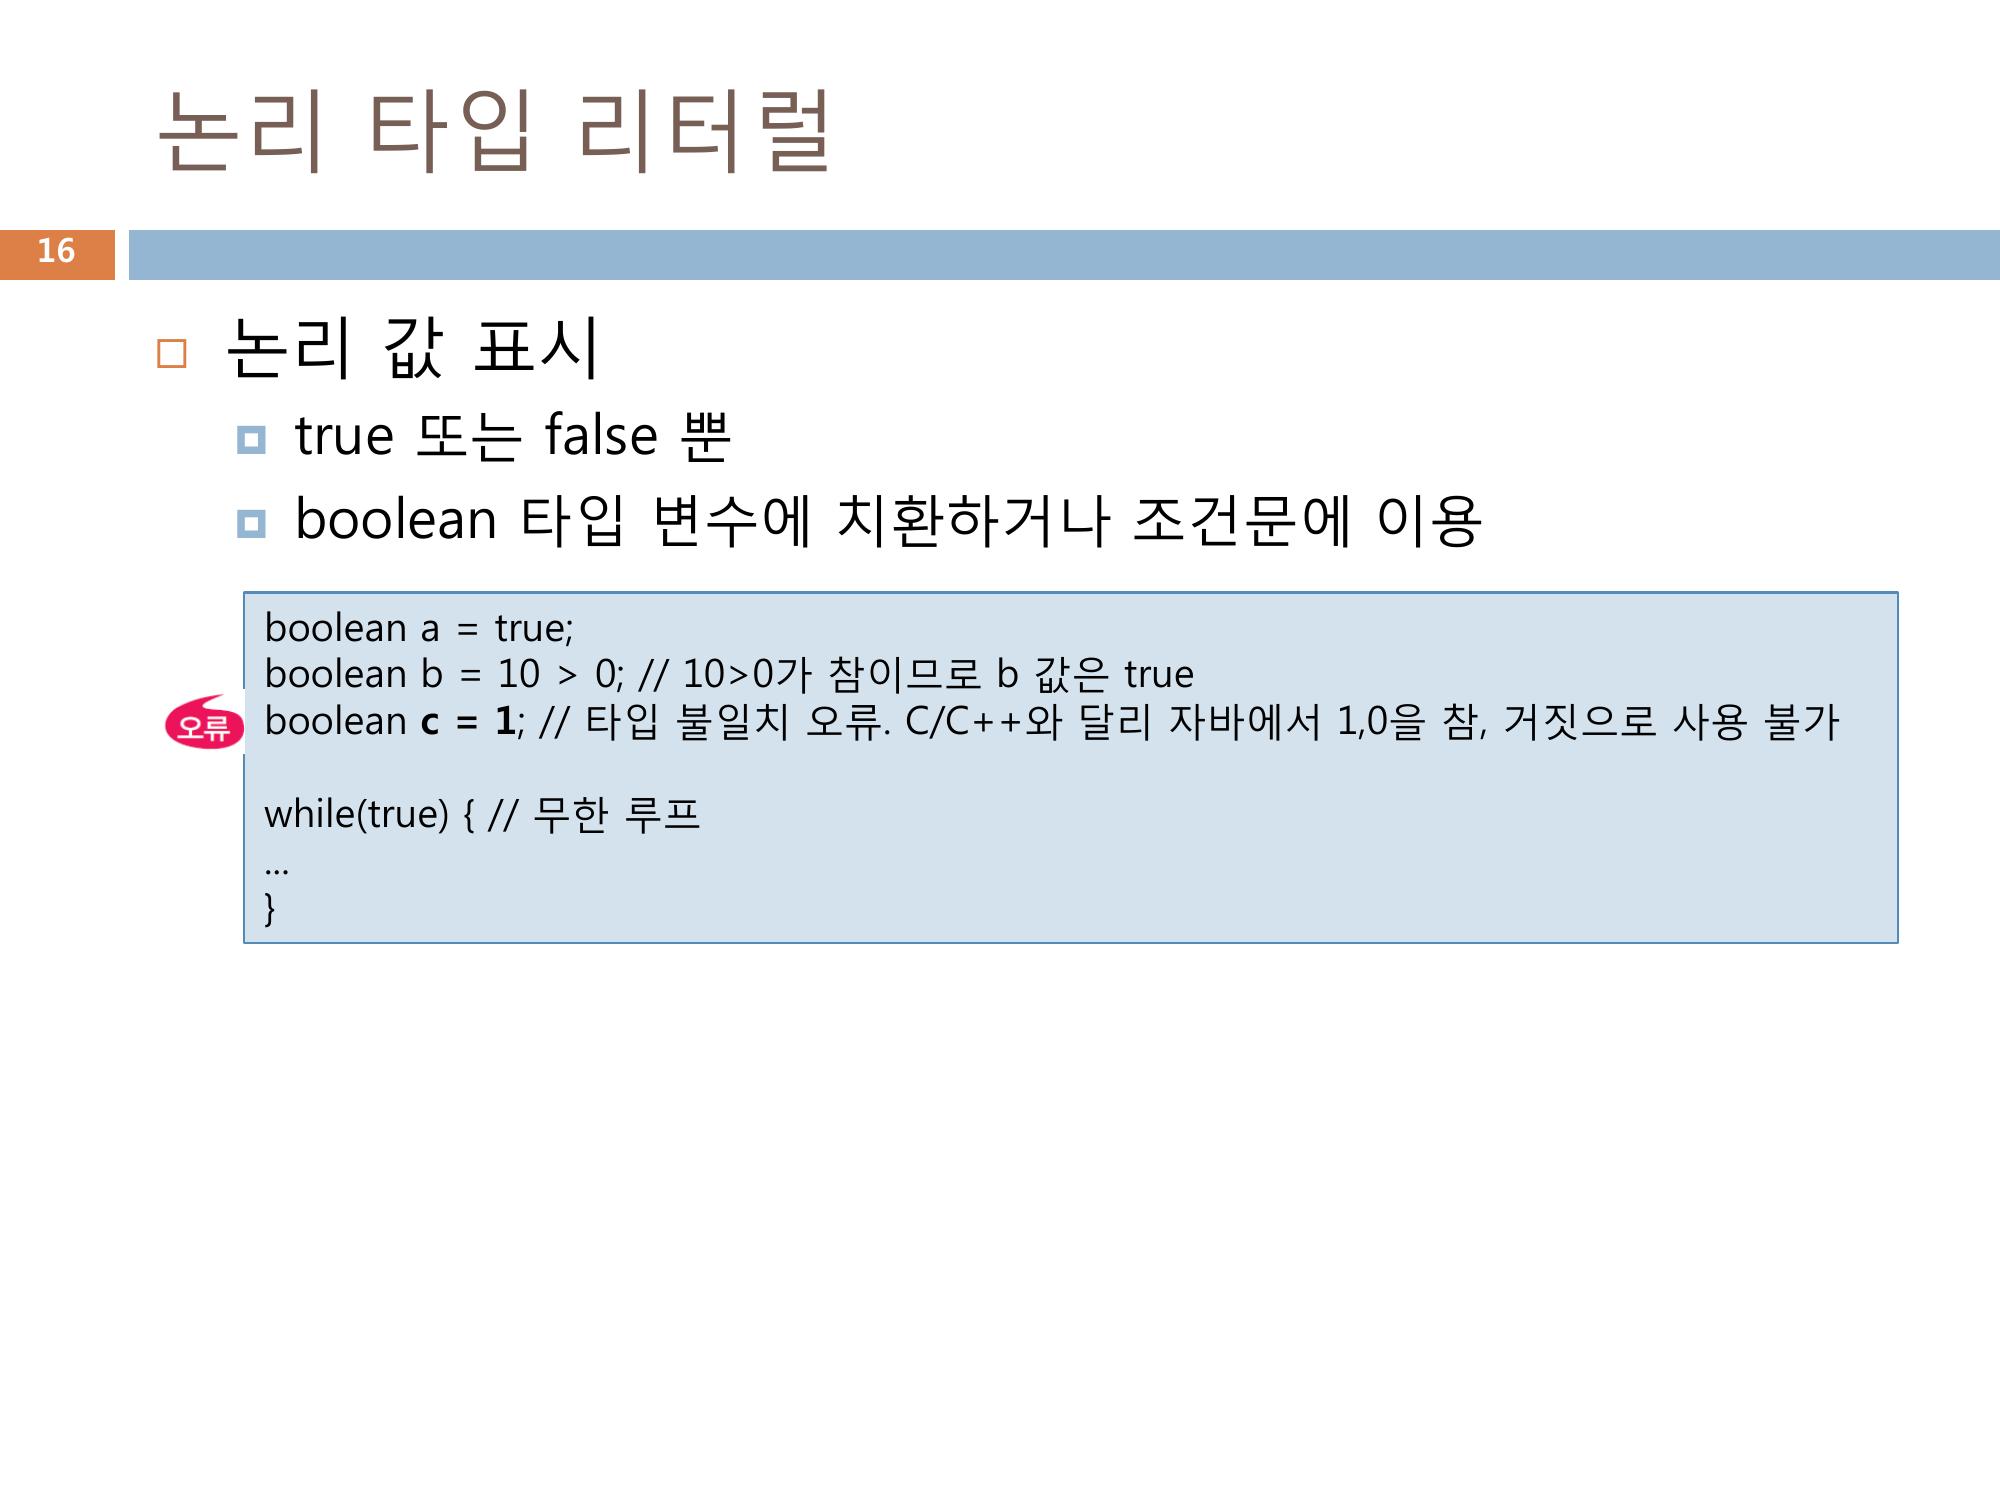 논리 타입 리터럴
16
논리 값 표시
true 또는 false 뿐
boolean 타입 변수에 치환하거나 조건문에 이용
boolean a = true;
boolean b = 10 > 0; // 10>0가 참이므로 b 값은 true
오류
boolean c = 1; // 타입 불일치 오류. C/C++와 달리 자바에서 1,0을 참, 거짓으로 사용 불가
while(true) { // 무한 루프
...
}